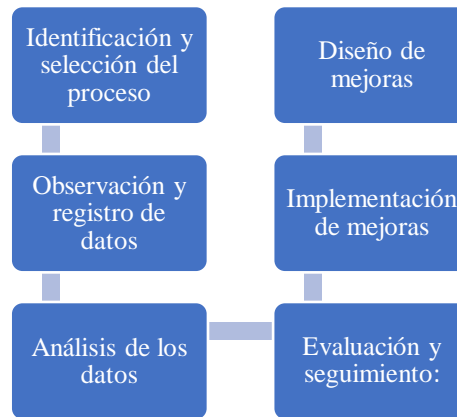 Identificación y
selección del
proceso
Observación y
registro de
datos
Análisis de los
datos
Diseño de
mejoras
Implementación
de mejoras
Evaluación y
seguimiento: